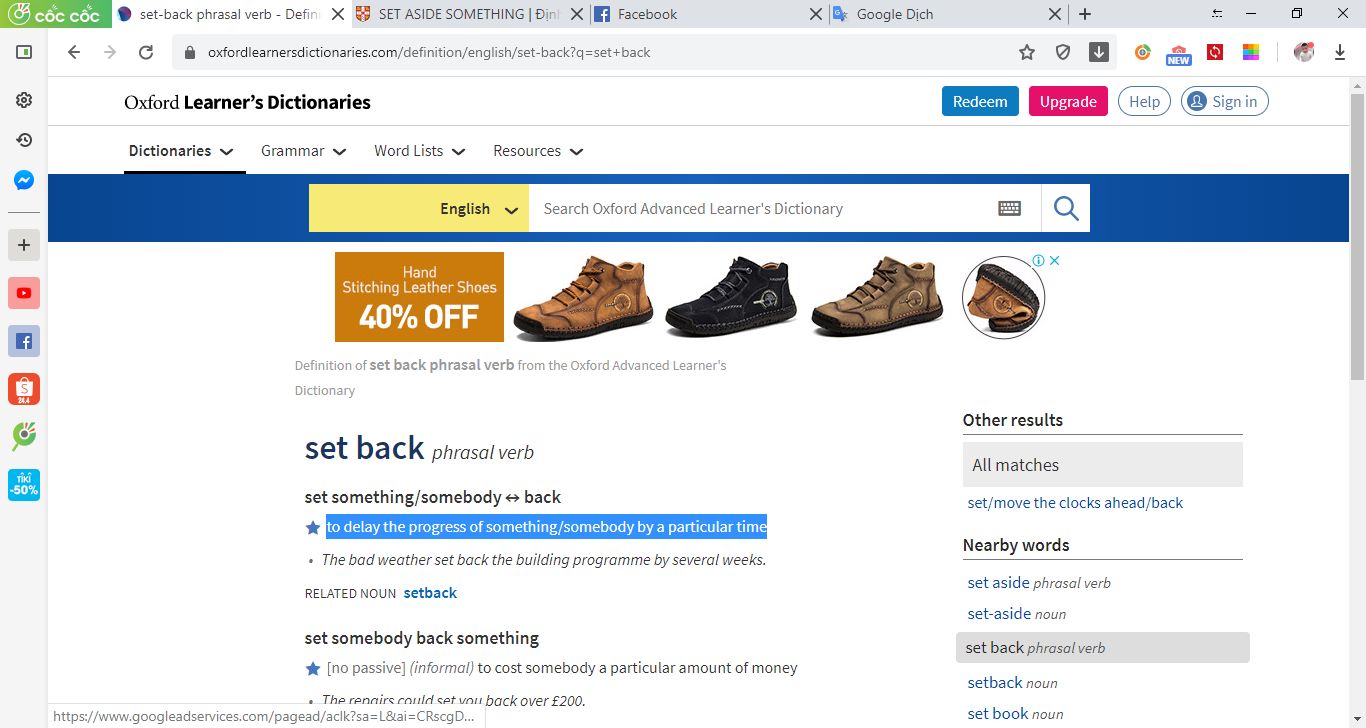 cốc cốc
set-back phrasal verb - Defini
SET ASIDE SOMETHING | Định
Facebook
Google Dịch
oxfordlearnersdictionaries.com/definition/english/set-back?q=set+back
NEW
Oxford Learner's Dictionaries
Redeem
Upgrade
Help
Sign in
Dictionaries
Grammar
Word Lists
Resources
English
Search Oxford Advanced Learner's Dictionary
Hand
Stitching Leather Shoes
40% OFF
Definition of set back phrasal verb from the Oxford Advanced Learner's
Dictionary
set back phrasal verb
set something/somebody ↔ back
to delay the progress of something/somebody by a particular time
• The bad weather set back the building programme by several weeks.
RELATED NOUN setback
set somebody back something
[no passive] (informal) to cost somebody a particular amount of money
• The repairs could set you back over £200.
Other results
All matches
set/move the clocks ahead/back
Nearby words
set aside phrasal verb
set-aside noun
set back phrasal verb
setback noun
set book noun
24.4
TIKI
-50%
https://www.googleadservices.com/pagead/aclk?sa=L&ai=CRscgD...